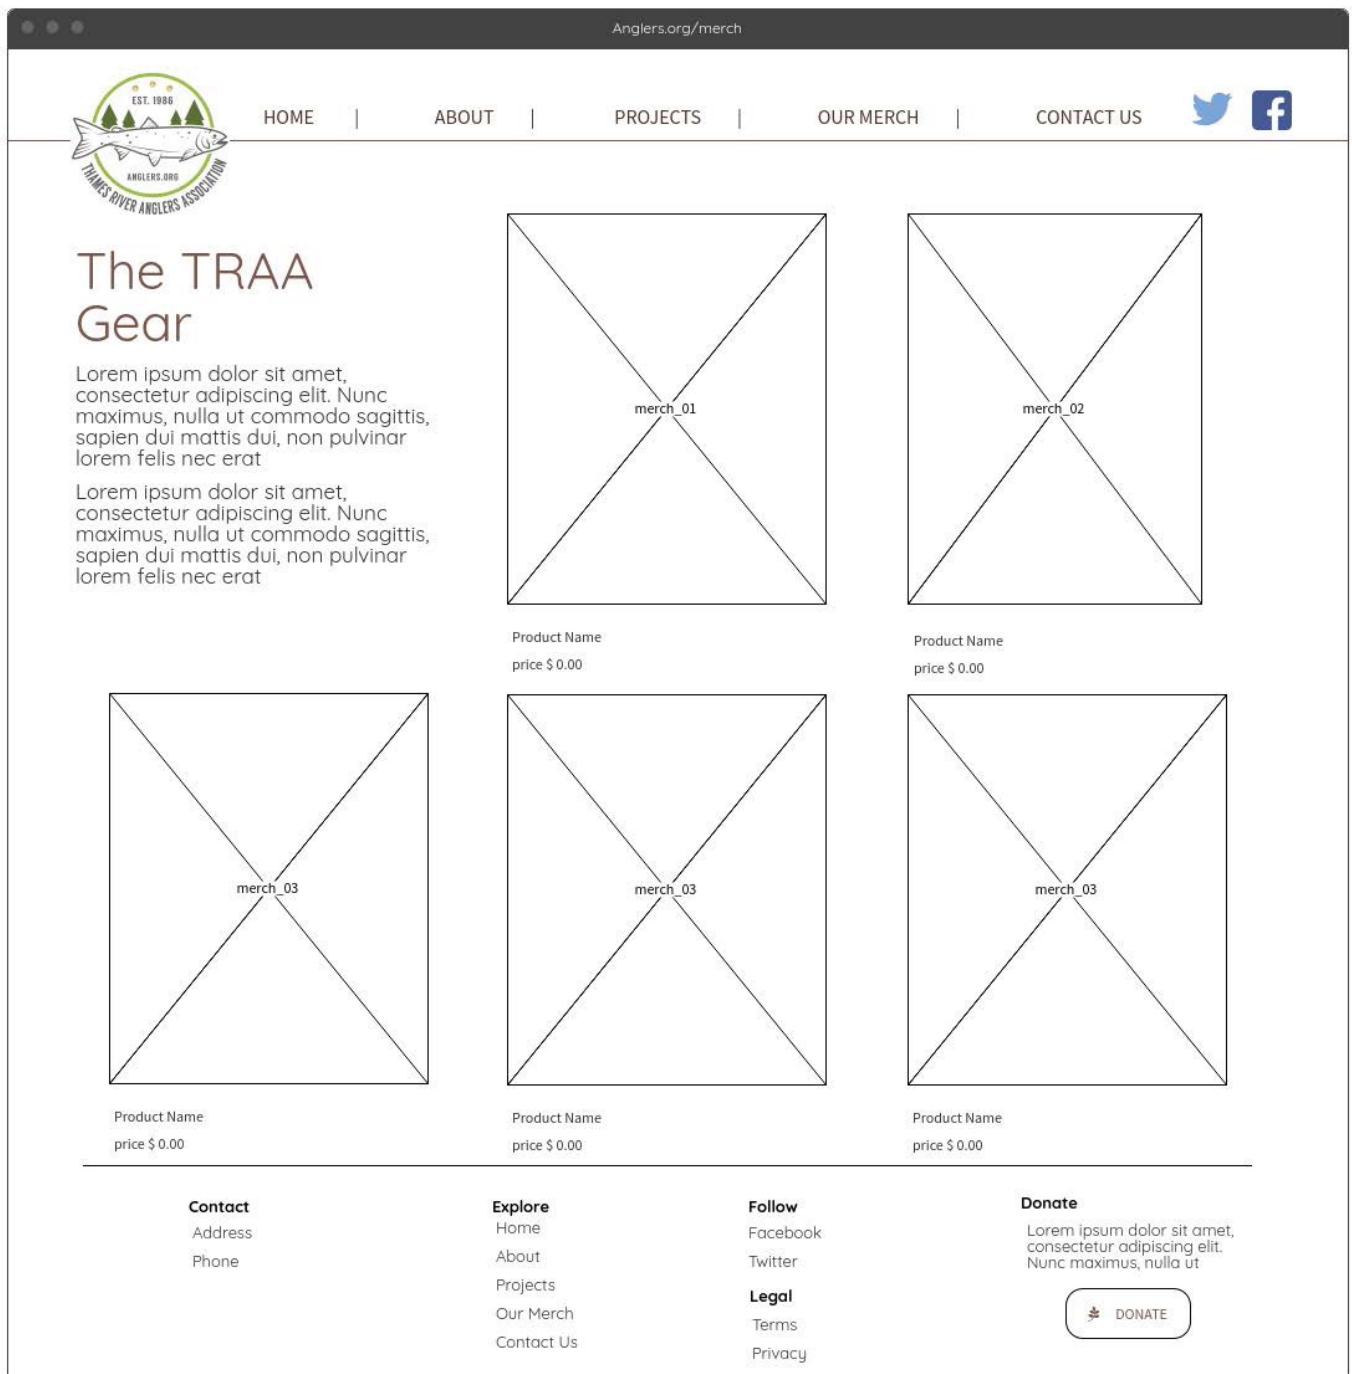 Anglers.org/merch
EST. 1986
ANGLERS.ORG
THAMES RIVER ANGLERS ASSOCIATION
HOME | ABOUT | PROJECTS | OUR MERCH | CONTACT US
The TRAA
Gear
Lorem ipsum dolor sit amet,
consectetur adipiscing elit. Nunc
maximus, nulla ut commodo sagittis,
sapien dui mattis dui, non pulvinar
lorem felis nec erat
Lorem ipsum dolor sit amet,
consectetur adipiscing elit. Nunc
maximus, nulla ut commodo sagittis,
sapien dui mattis dui, non pulvinar
lorem felis nec erat
merch_01
Product Name
price $ 0.00
merch_02
Product Name
price $ 0.00
merch_03
Product Name
price $ 0.00
merch_03
Product Name
price $ 0.00
merch_03
Product Name
price $ 0.00
Contact
Address
Phone
Explore
Home
About
Projects
Our Merch
Contact Us
Follow
Facebook
Twitter
Legal
Terms
Privacy
Donate
Lorem ipsum dolor sit amet,
consectetur adipiscing elit.
Nunc maximus, nulla ut
DONATE